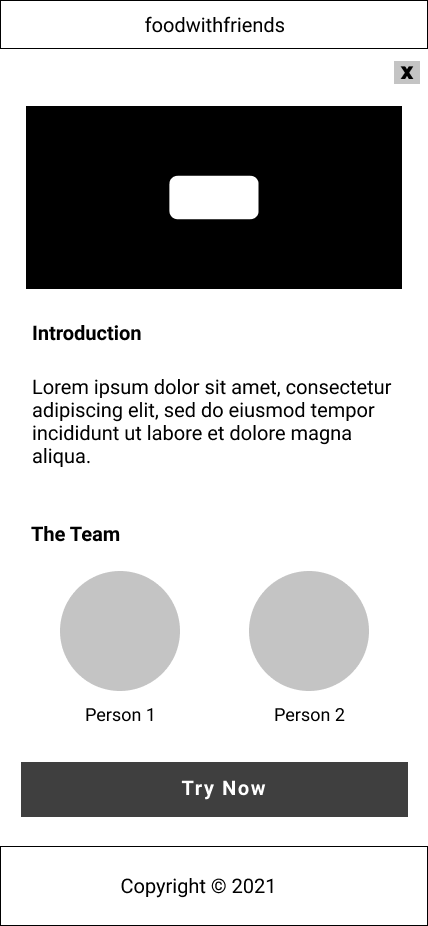 foodwithfriends
X
Introduction
Lorem ipsum dolor sit amet, consectetur
adipiscing elit, sed do eiusmod tempor
incididunt ut labore et dolore magna
aliqua.
The Team
Person 1
Person 2
Try Now
Copyright © 2021